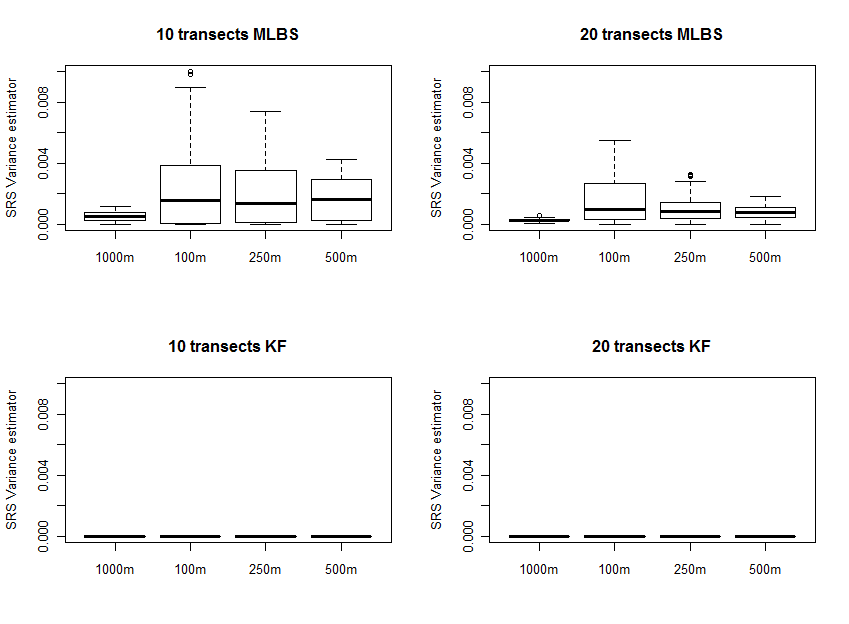 10 transects MLBS
SRS Variance estimator
0.008
0.004
0.000
1000m 100m 250m 500m
20 transects MLBS
SRS Variance estimator
0.008
0.004
0.000
1000m 100m 250m 500m
10 transects KF
SRS Variance estimator
0.008
0.004
0.000
1000m 100m 250m 500m
20 transects KF
SRS Variance estimator
0.008
0.004
0.000
1000m 100m 250m 500m